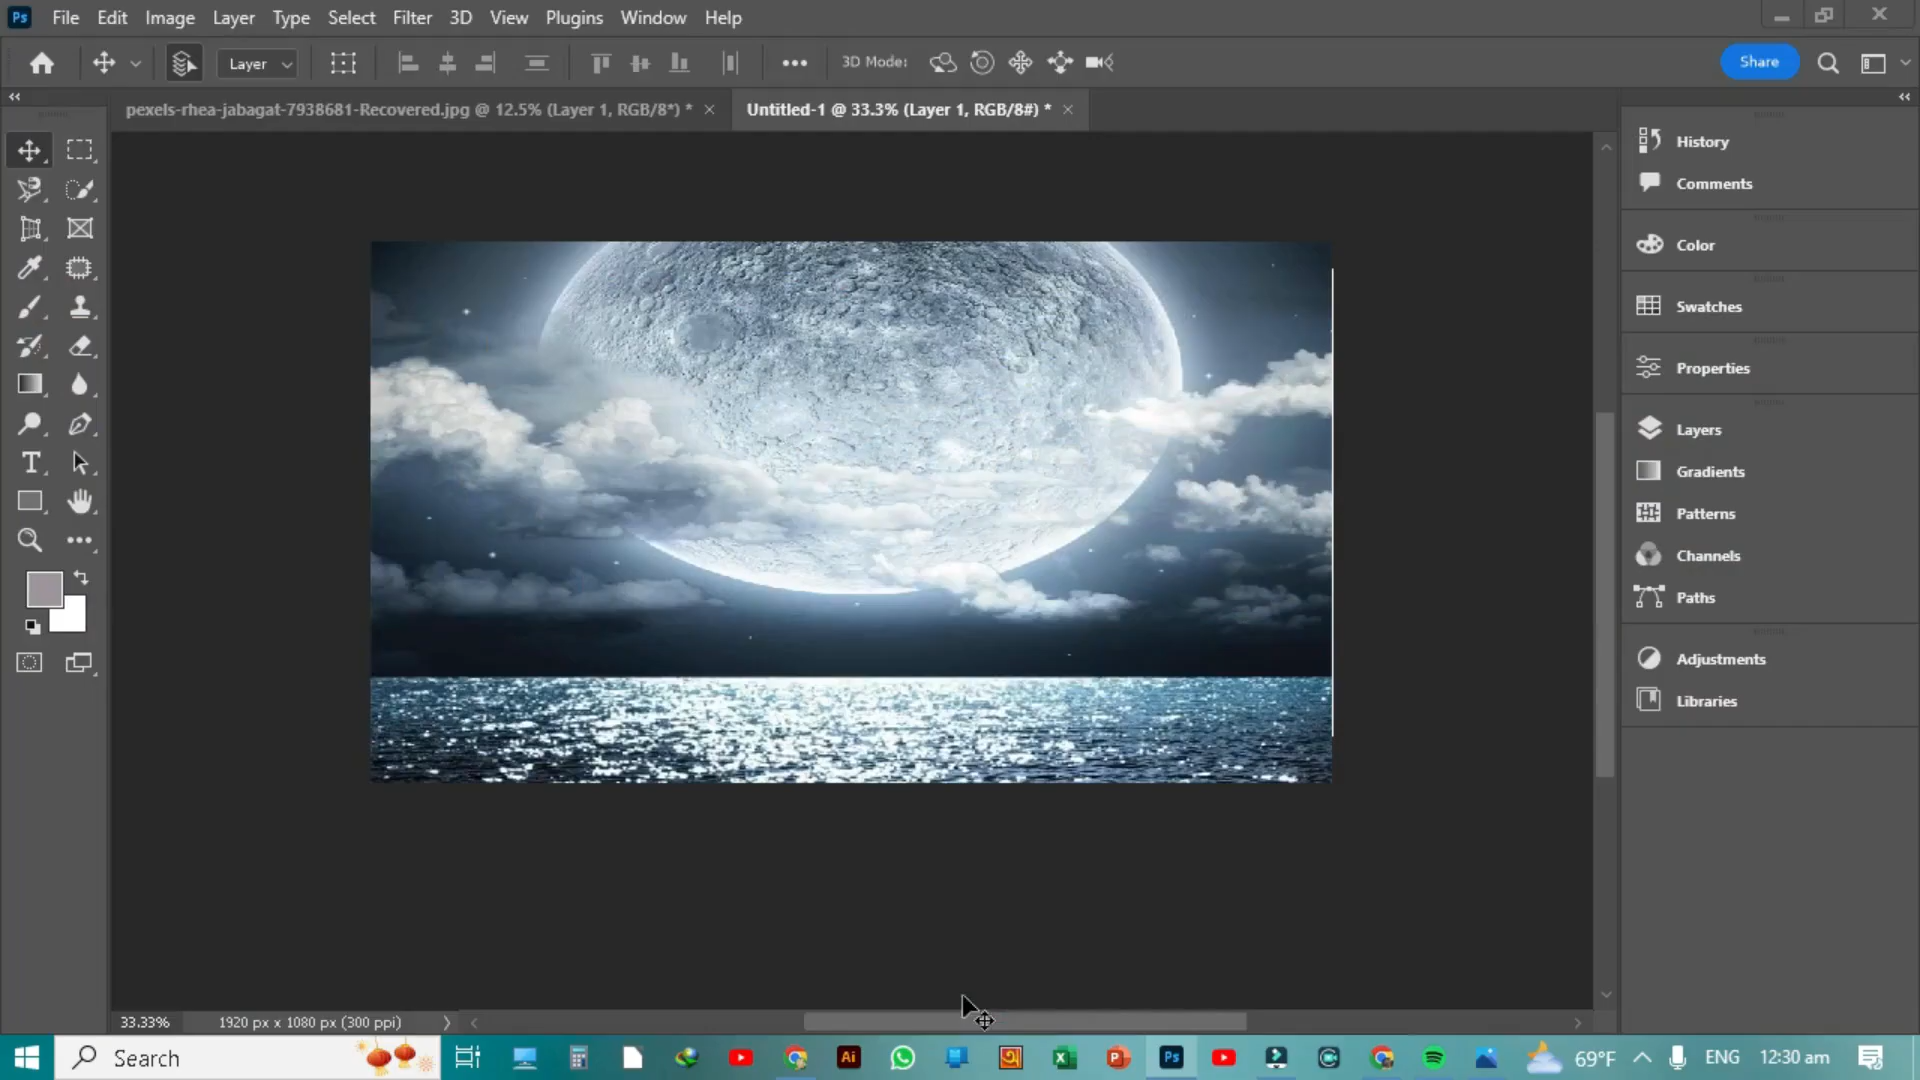 Ps File Edit Image Layer Type Select Filter 3D View Plugins Window Help
Layer 3D Mode: Share
pexels-rhea-jabagat-7938681-Recovered.jpg @ 12.5% (Layer 1, RGB/8*) * × Untitled-1 @ 33.3% (Layer 1, RGB/8#) * ×
History
Comments
Color
Swatches
Properties
Layers
Gradients
Patterns
Channels
Paths
Adjustments
Libraries
33.33% 1920 px x 1080 px (300 ppi)
Search Ai Ps 69°F ENG 12:30 am